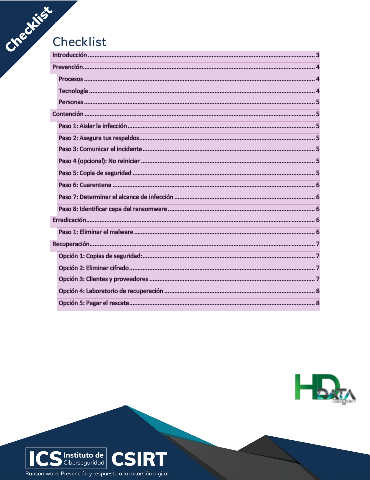 Checklist
Checklist
Introducción 3
Prevención 4
Procesos 4
Tecnología 4
Personas 5
Contención 5
Paso 1: Aislar la infección 5
Paso 2: Asegura tus respaldos 5
Paso 3: Comunicar el incidente 5
Paso 4 (opcional): No reiniciar 5
Paso 5: Copia de seguridad 5
Paso 6: Cuarentena 6
Paso 7: Determinar el alcance de infección 6
Paso 8: Identificar cepa del ransomware 6
Erradicación 6
Paso 1: Eliminar el malware 6
Recuperación 7
Opción 1: Copias de seguridad: 7
Opción 2: Eliminar cifrado 7
Opción 3: Clientes y proveedores 7
Opción 4: Laboratorio de recuperación 8
Opción 5: Pagar el rescate 8
HD DATA
ICS Instituto de Ciberseguridad CSIRT
Ransomware: Prevención y respuesta